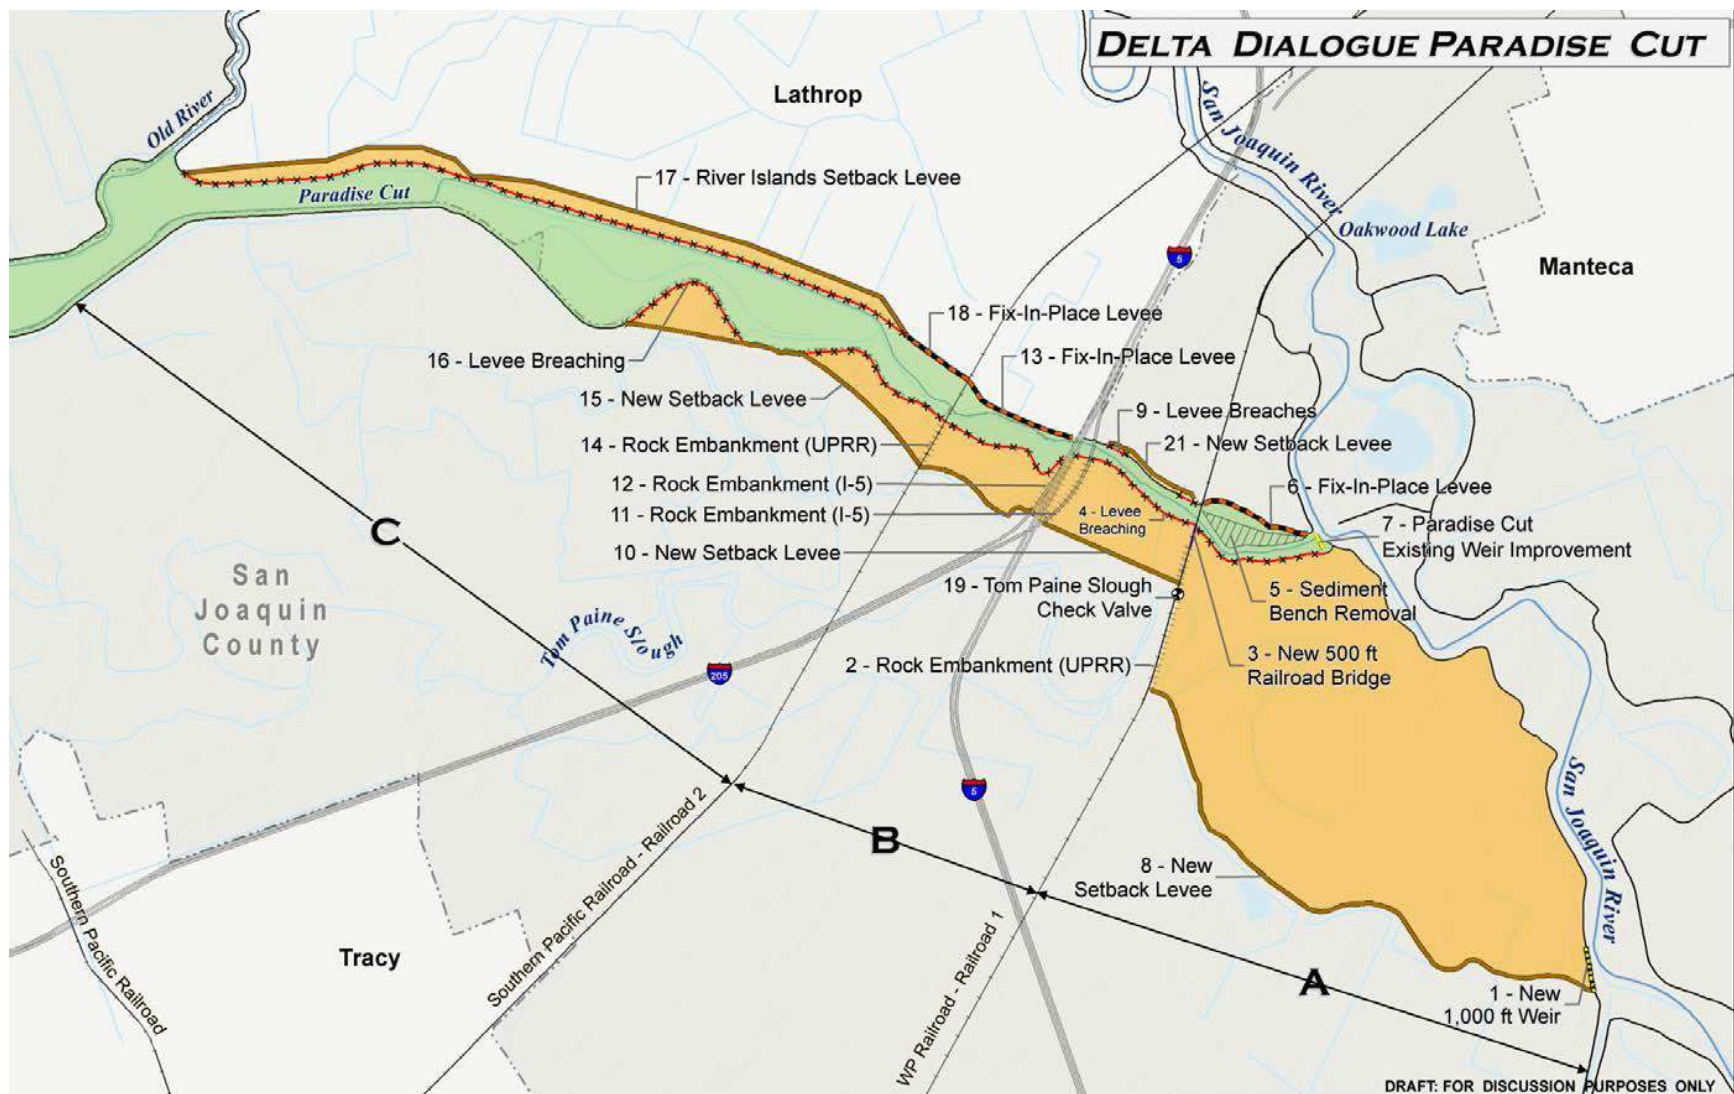 DELTA DIALOGUE PARADISE CUT
Lathrop
Old River
San Joaquin River
Paradise Cut
17 - River Islands Setback Levee
Oakwood Lake
5
Manteca
18 - Fix-In-Place Levee
13 - Fix-In-Place Levee
16 - Levee Breaching
15 - New Setback Levee
9 - Levee Breaches
21 - New Setback Levee
14 - Rock Embankment (UPRR)
12 - Rock Embankment (I-5)
6 - Fix-In-Place Levee
11 - Rock Embankment (I-5)
4 - Levee
Breaching
7 - Paradise Cut
Existing Weir Improvement
C
10 - New Setback Levee
San
Joaquin
County
19 - Tom Paine Slough
Check Valve
5 - Sediment
Bench Removal
Tom Paine Slough
2 - Rock Embankment (UPRR)
3 - New 500 ft
Railroad Bridge
205
5
B
San Joaquin River
8 - New
Setback Levee
Southern Pacific Railroad
Southern Pacific Railroad - Railroad 2
Tracy
WP Railroad - Railroad 1
A
1 - New
1,000 ft Weir
DRAFT: FOR DISCUSSION PURPOSES ONLY